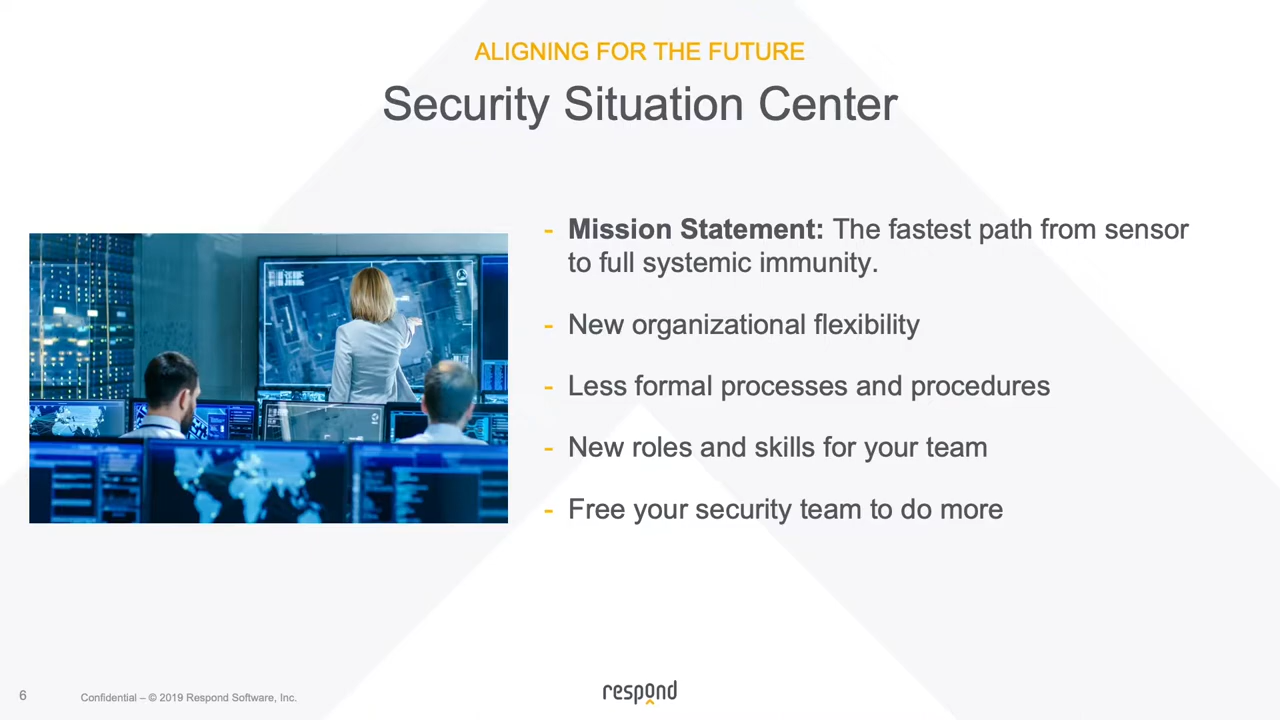 ALIGNING FOR THE FUTURE
Security Situation Center
- Mission Statement: The fastest path from sensor
to full systemic immunity.
- New organizational flexibility
- Less formal processes and procedures
- New roles and skills for your team
- Free your security team to do more
6
Confidential – © 2019 Respond Software, Inc.
respond